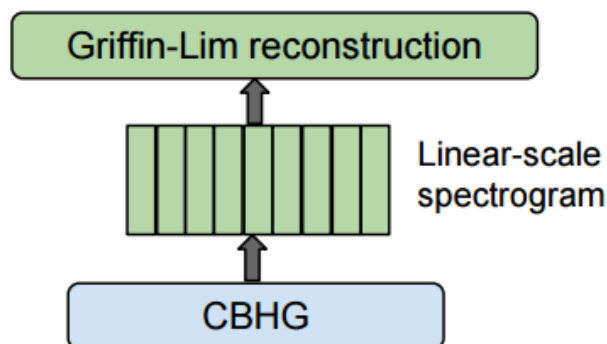 Griffin-Lim reconstruction
Linear-scale
spectrogram
CBHG